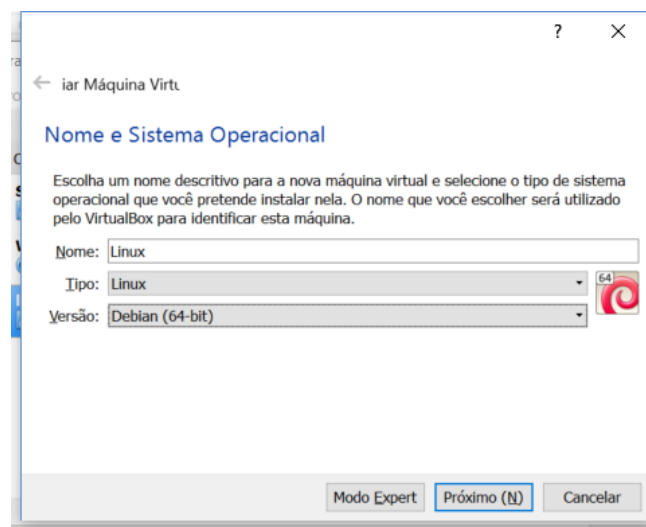 ?
iar Máquina Virtu
Nome e Sistema Operacional
Escolha um nome descritivo para a nova máquina virtual e selecione o tipo de sistema
operacional que você pretende instalar nela. O nome que você escolher será utilizado
pelo VirtualBox para identificar esta máquina.
Nome: Linux
Tipo: Linux
64
Versão: Debian (64-bit)
Modo Expert Próximo (N) Cancelar